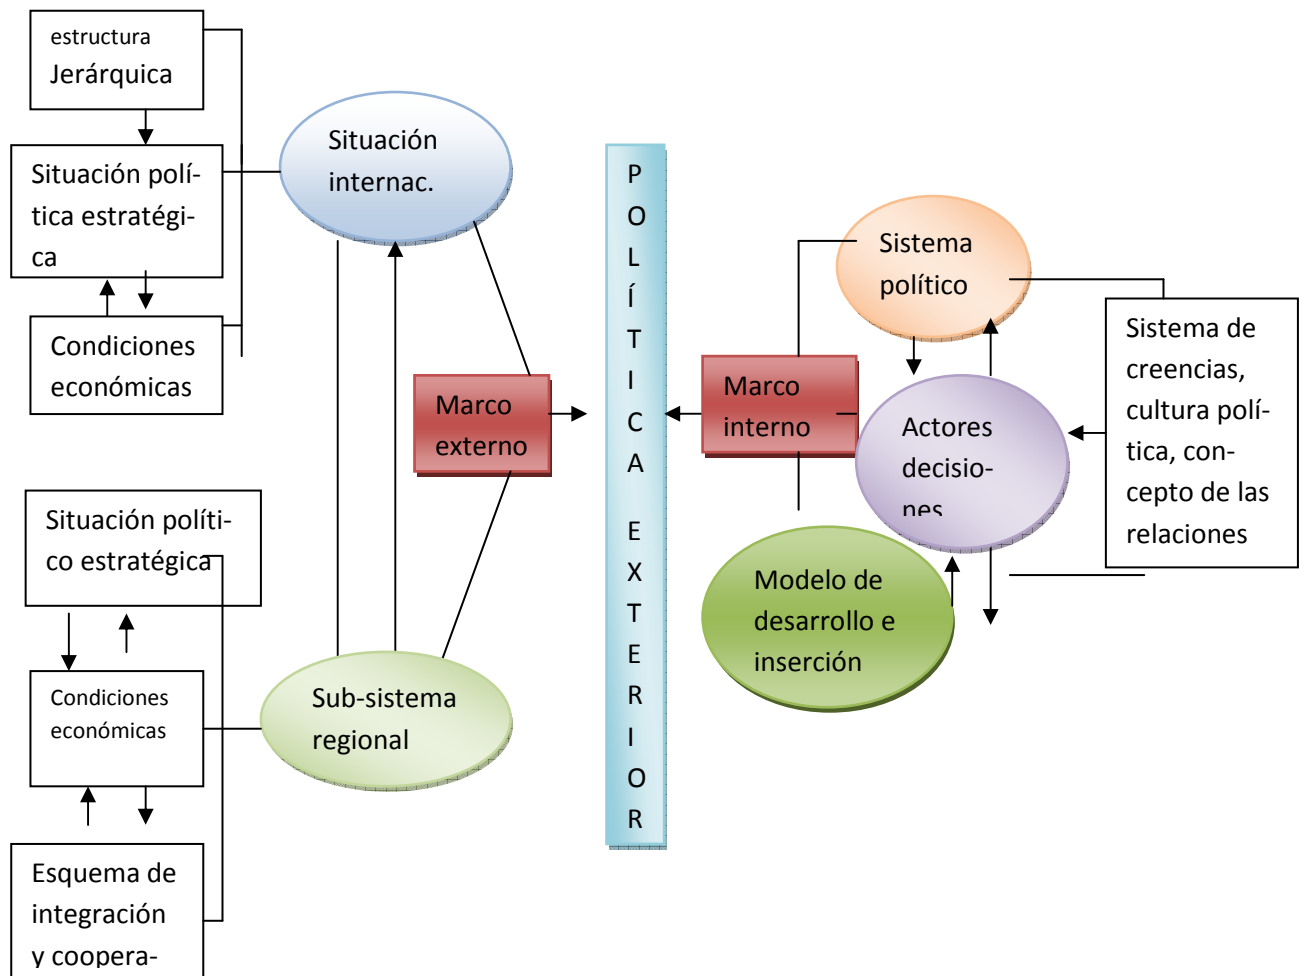 estructura
Jerárquica
Situación polí-
tica estratégi-
ca
Condiciones
económicas
Situación
internac.
Marco
externo
Situación políti-
co estratégica
Condiciones
económicas
Esquema de
integración
y coopera-
Sub-sistema
regional
P
O
L
Í
T
I
C
A
E
X
T
E
R
I
O
R
Marco
interno
Sistema
político
Actores
decisio-
nes
Modelo de
desarrollo e
inserción
Sistema de
creencias,
cultura polí-
tica, con-
cepto de las
relaciones